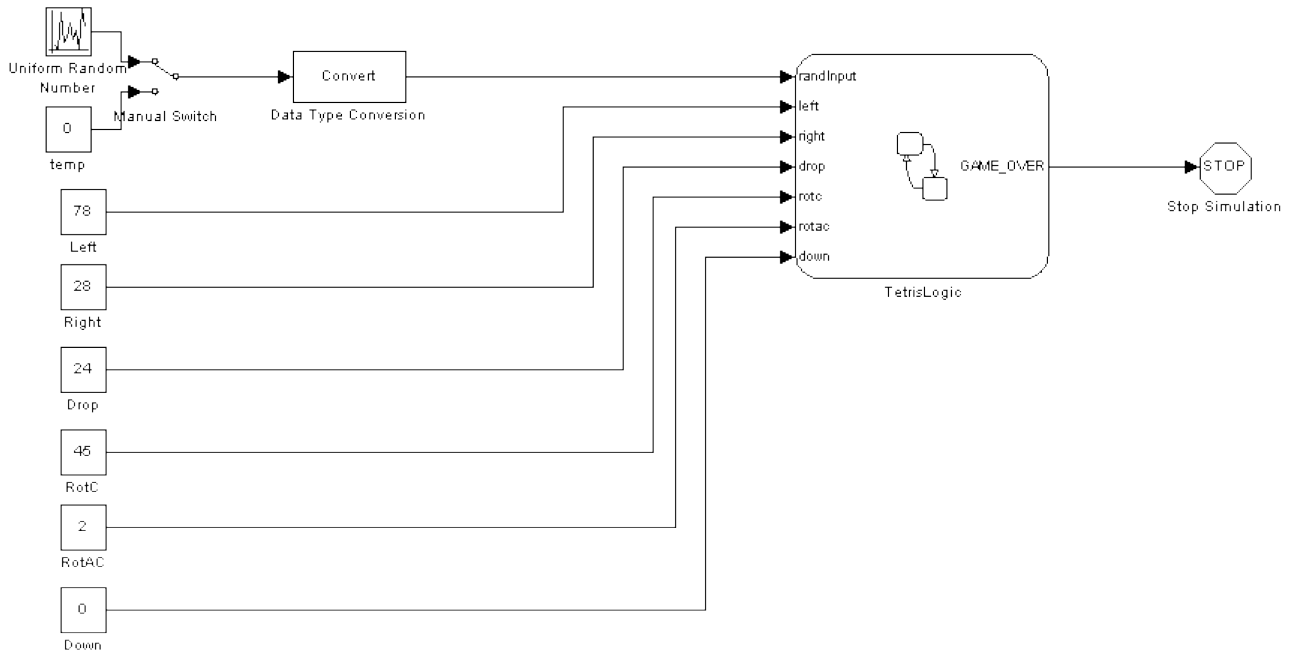 Uniform Random
Number
0
temp
Manual Switch
Convert
Data Type Conversion
78
Left
28
Right
24
Drop
45
RotC
2
RotAC
0
Down
randInput
left
right
drop
rotc
rotac
down
GAME_OVER
TetrisLogic
STOP
Stop Simulation